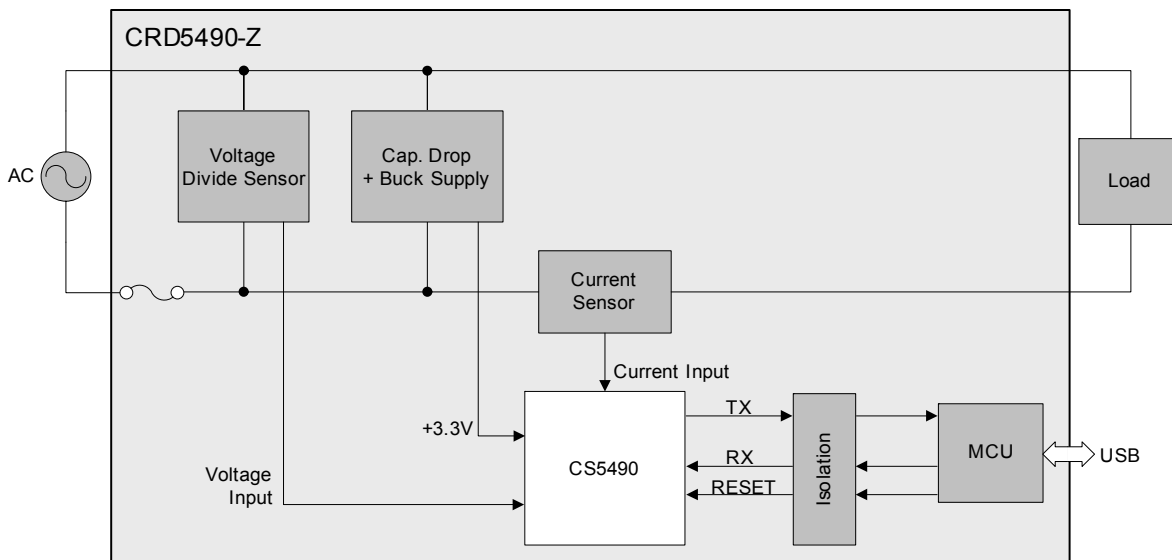 CRD5490-Z
Voltage
Divide Sensor
Cap. Drop
+ Buck Supply
AC
Load
Current
Sensor
Current Input
TX
+3.3V
CS5490
RX
RESET
Isolation
MCU
USB
Voltage
Input